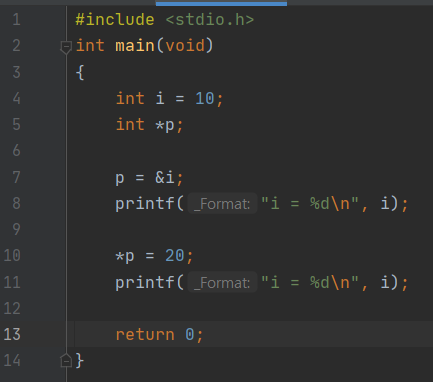 1 #include <stdio.h>
2 int main(void)
3 {
4     int i = 10;
5     int *p;
6
7     p = &i;
8     printf( _Format: "i = %d\n", i);
9
10     *p = 20;
11     printf( _Format: "i = %d\n", i);
12
13     return 0;
14 }